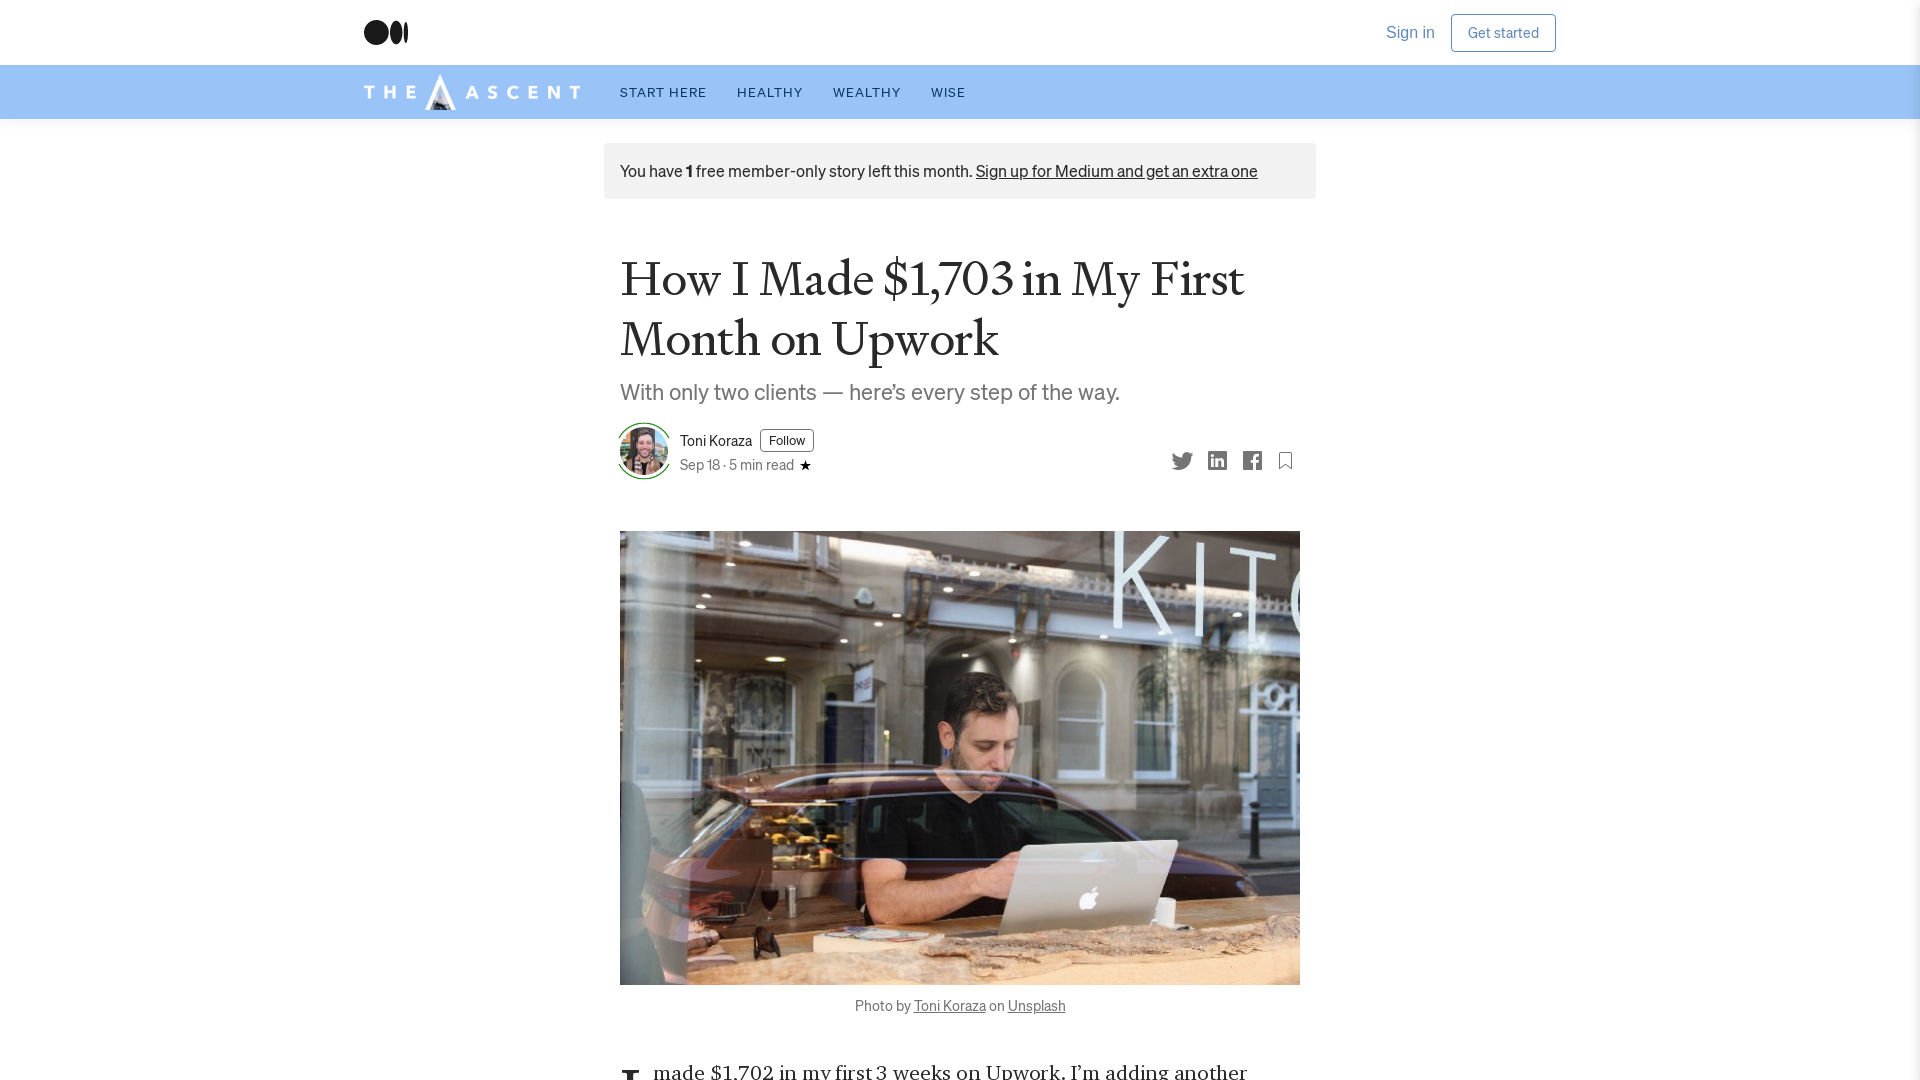 Sign in
Get started
THE ASCENT
START HERE
HEALTHY
WEALTHY
WISE
You have 1 free member-only story left this month. Sign up for Medium and get an extra one
How I Made $1,703 in My First
Month on Upwork
With only two clients — here’s every step of the way.
Toni Koraza
Follow
Sep 18 · 5 min read
KITC
Photo by Toni Koraza on Unsplash
I made $1,702 in my first 3 weeks on Upwork. I’m adding another